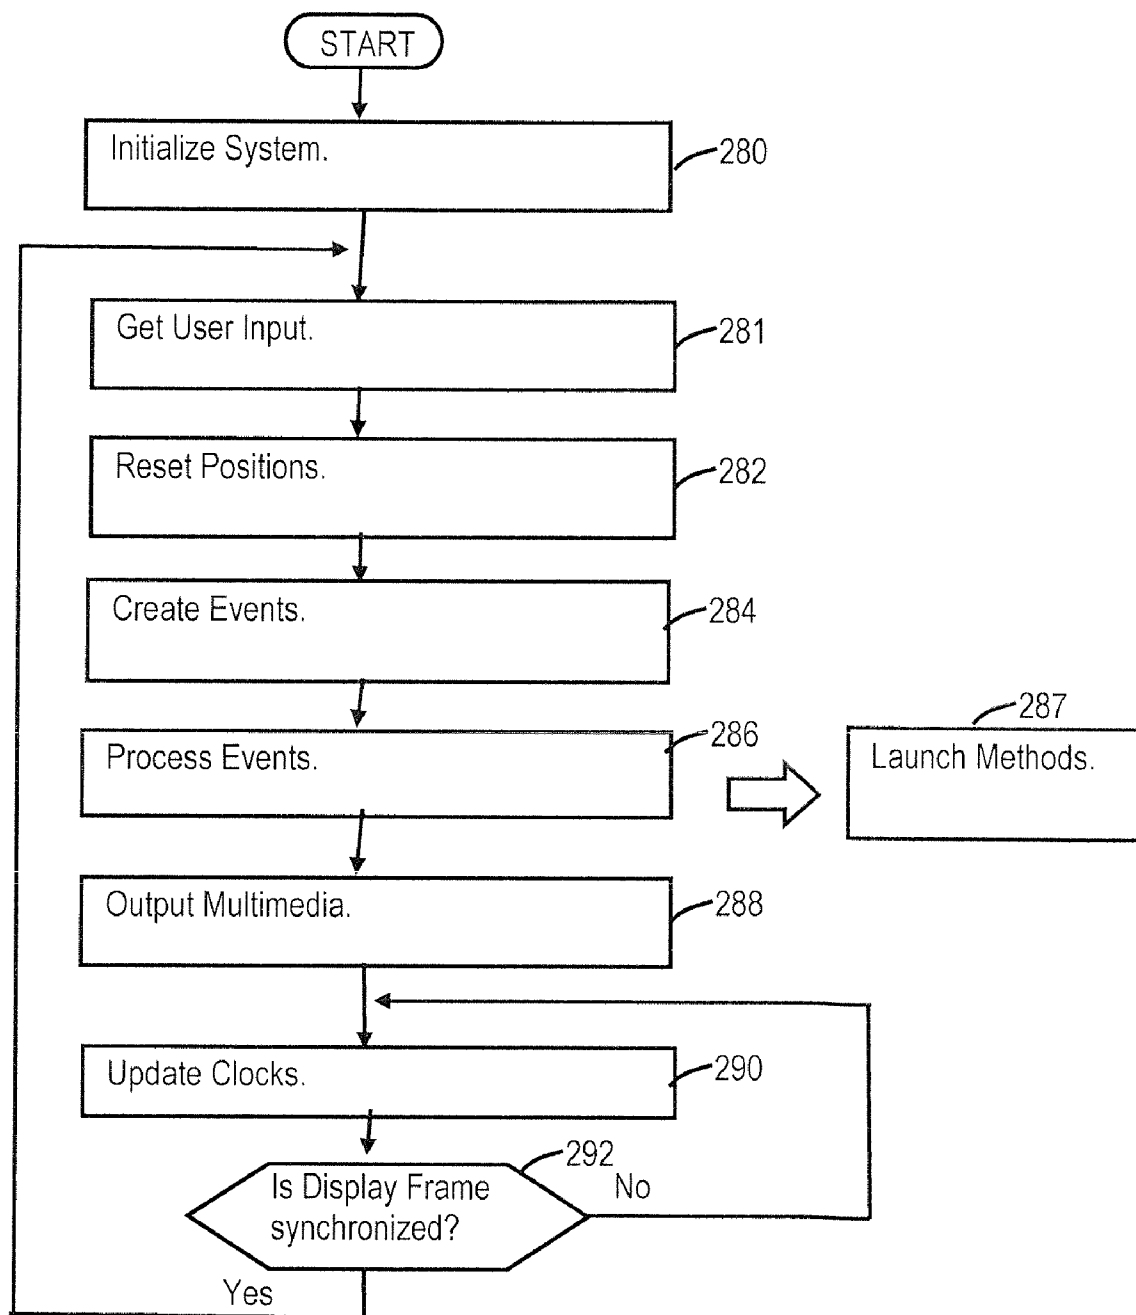 START
Initialize System.
280
Get User Input.
281
Reset Positions.
282
Create Events.
284
Process Events.
286
287
Launch Methods.
Output Multimedia.
288
Update Clocks.
290
292
Is Display Frame
synchronized?
No
Yes